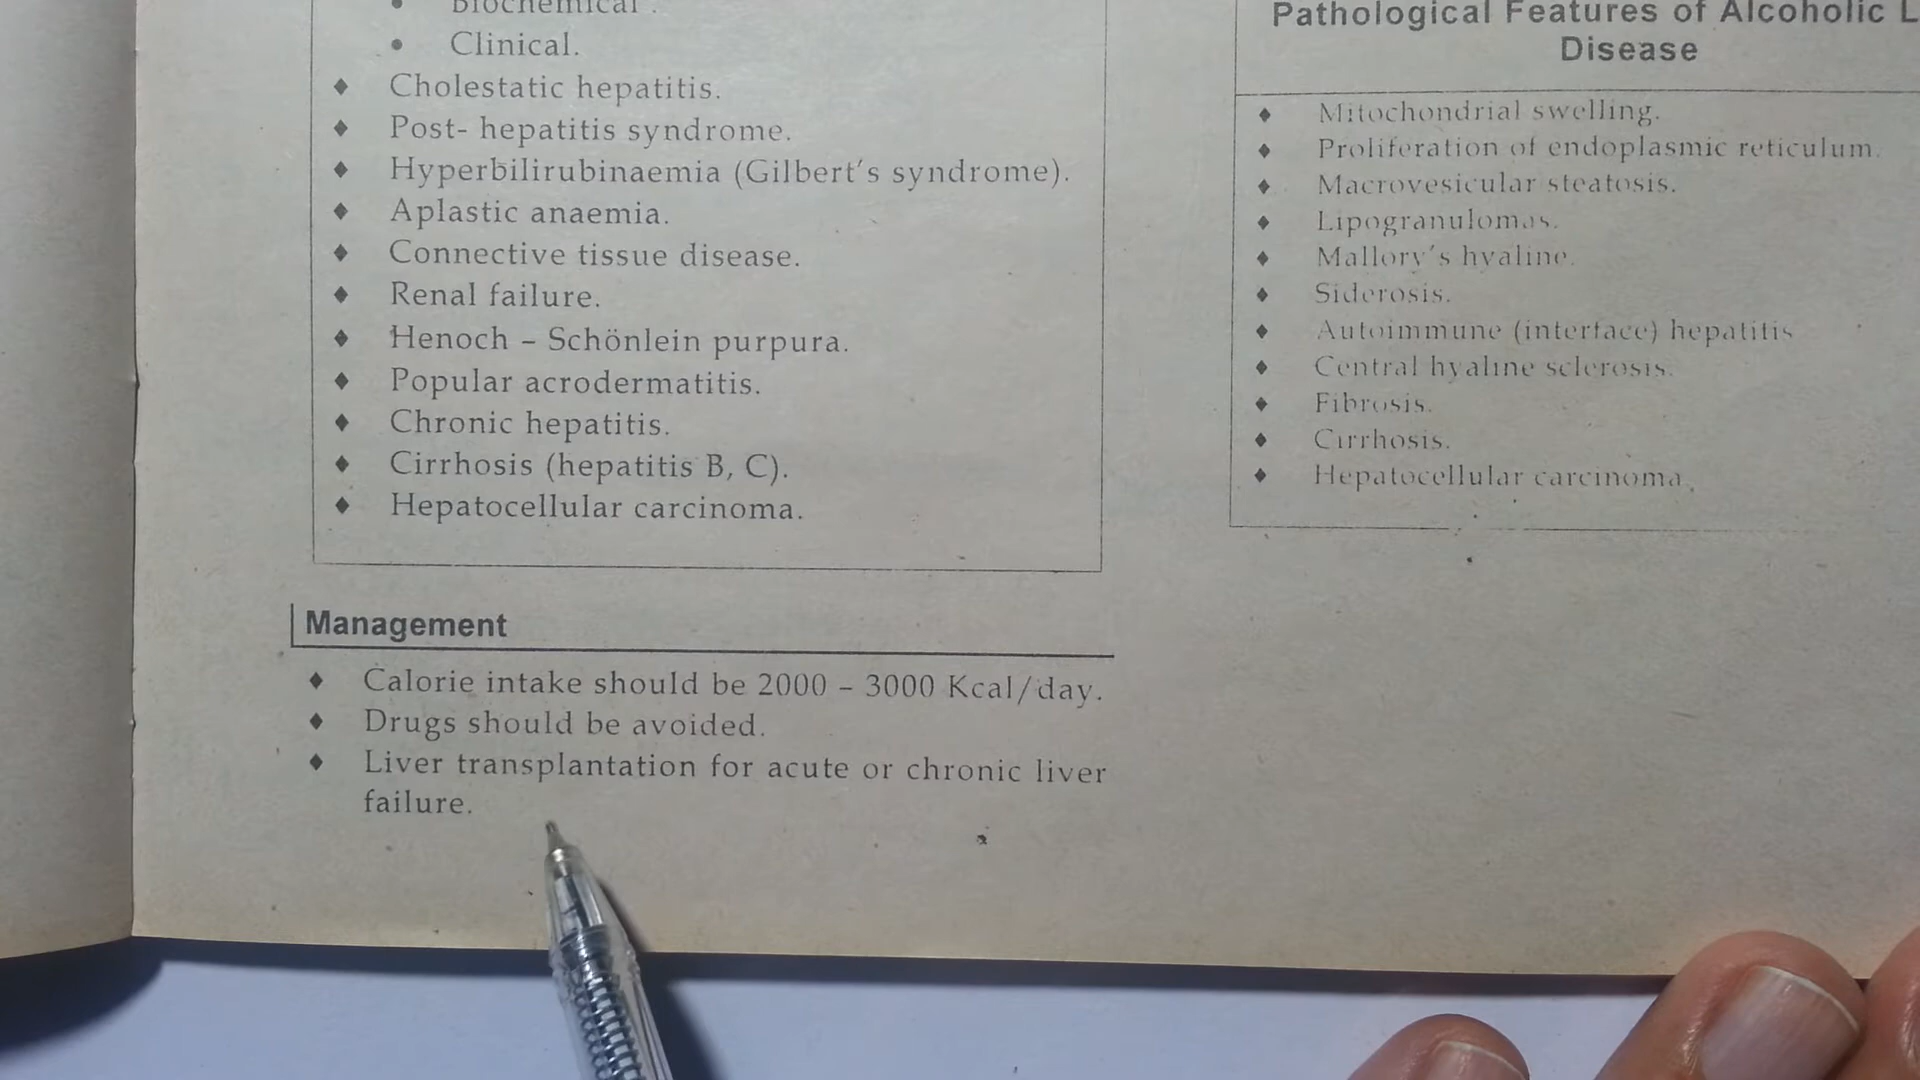 • Biochemical .
• Clinical.
♦ Cholestatic hepatitis.
♦ Post- hepatitis syndrome.
♦ Hyperbilirubinaemia (Gilbert's syndrome).
♦ Aplastic anaemia.
♦ Connective tissue disease.
♦ Renal failure.
♦ Henoch – Schönlein purpura.
♦ Popular acrodermatitis.
♦ Chronic hepatitis.
♦ Cirrhosis (hepatitis B, C).
♦ Hepatocellular carcinoma.
Management
♦ Calorie intake should be 2000 – 3000 Kcal/day.
♦ Drugs should be avoided.
♦ Liver transplantation for acute or chronic liver
failure.
Pathological Features of Alcoholic L
Disease
♦ Mitochondrial swelling.
♦ Proliferation of endoplasmic reticulum.
♦ Macrovesicular steatosis.
♦ Lipogranulomas.
♦ Mallory's hyaline.
♦ Siderosis.
♦ Autoimmune (interface) hepatitis
♦ Central hyaline sclerosis.
♦ Fibrosis.
♦ Cirrhosis.
♦ Hepatocellular carcinoma.